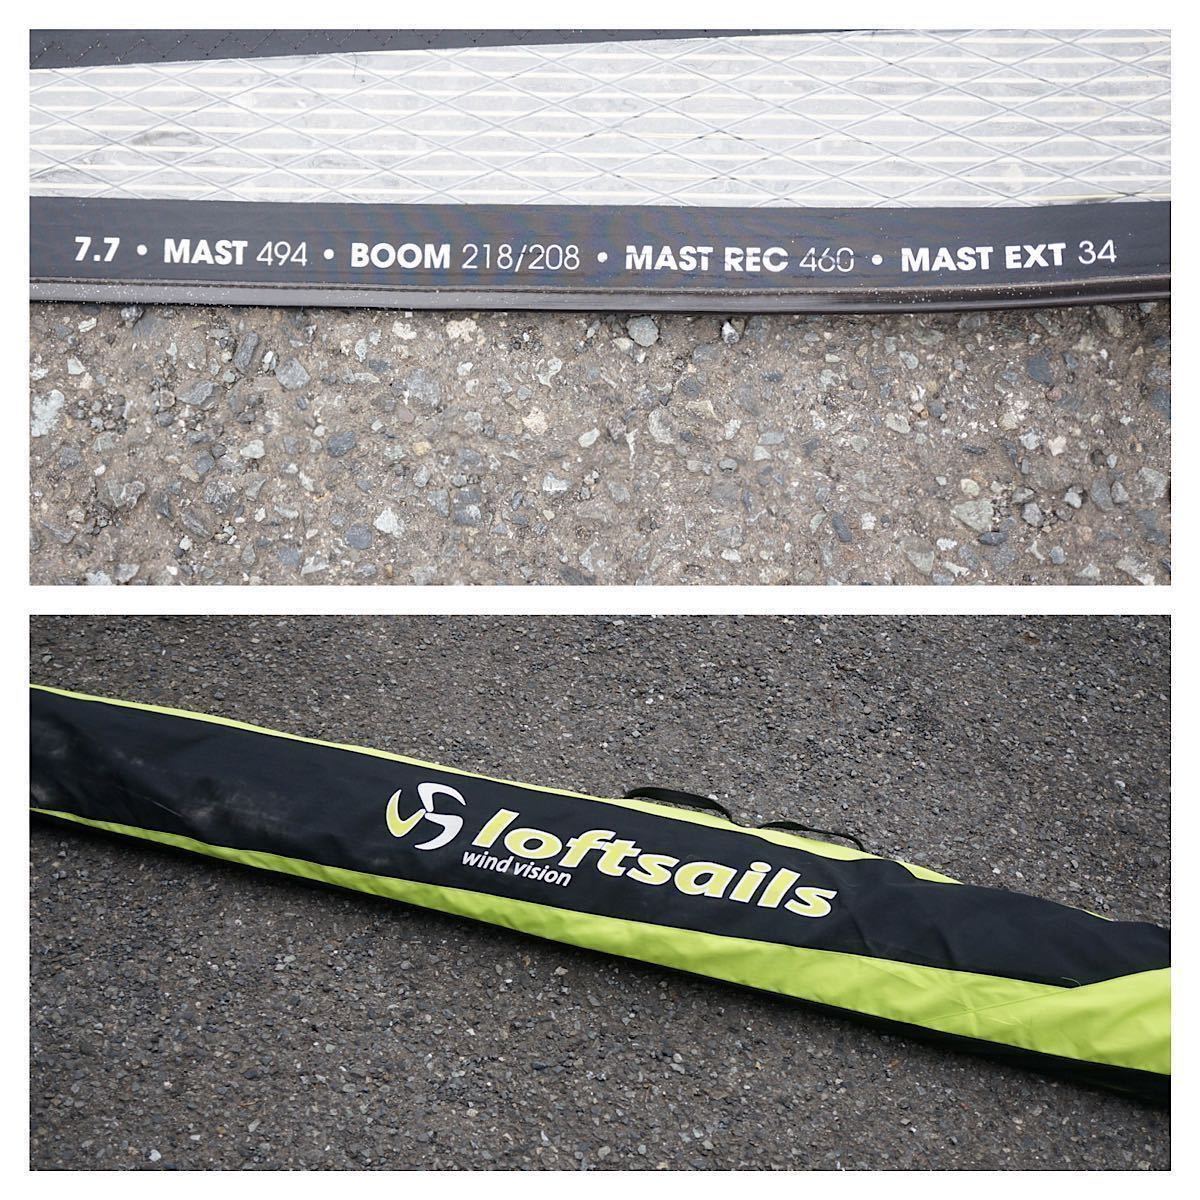 7.7 • MAST 494 • BOOM 218/208 • MAST REC 460 • MAST EXT 34
loftsails
wind vision